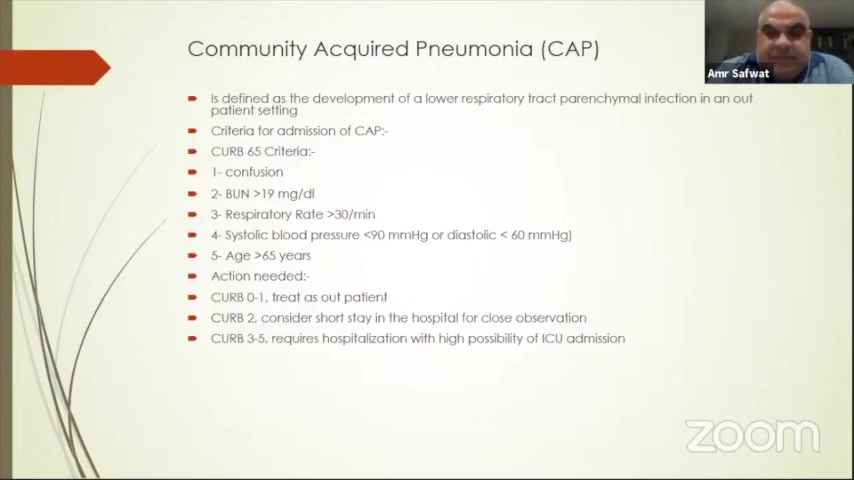 Community Acquired Pneumonia (CAP)
Amr Safwat
Is defined as the development of a lower respiratory tract parenchymal infection in an out
patient setting
Criteria for admission of CAP:-
CURB 65 Criteria:-
1- confusion
2- BUN >19 mg/dl
3- Respiratory Rate >30/min
4- Systolic blood pressure <90 mmHg or diastolic < 60 mmHg)
5- Age >65 years
Action needed:-
CURB 0-1, treat as out patient
CURB 2, consider short stay in the hospital for close observation
CURB 3-5, requires hospitalization with high possibility of ICU admission
zoom